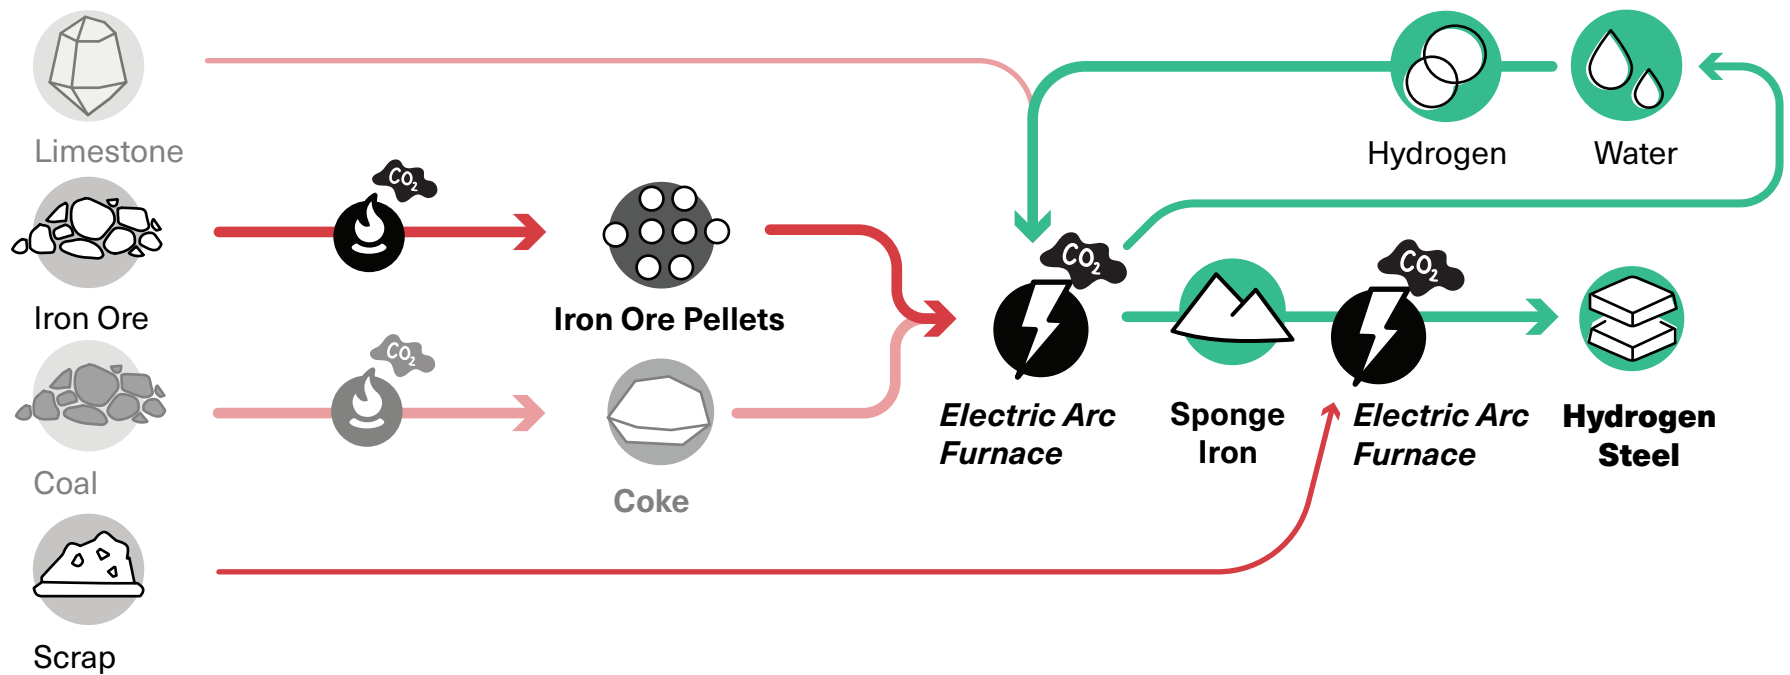 Limestone
Hydrogen
Water
CO2
Iron Ore
Iron Ore Pellets
CO2
CO2
CO2
Coal
Coke
Electric Arc
Furnace
Sponge
Iron
Electric Arc
Furnace
Hydrogen
Steel
Scrap